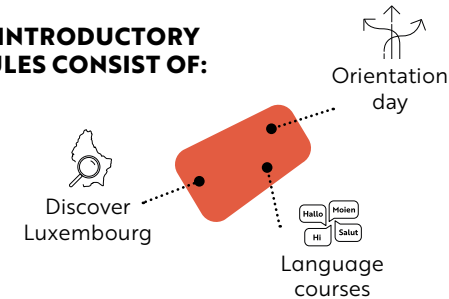 INTRODUCTORY
ULES CONSIST OF:
Orientation
day
Discover
Luxembourg
Hallo
Moien
Hi
Salut
Language
courses